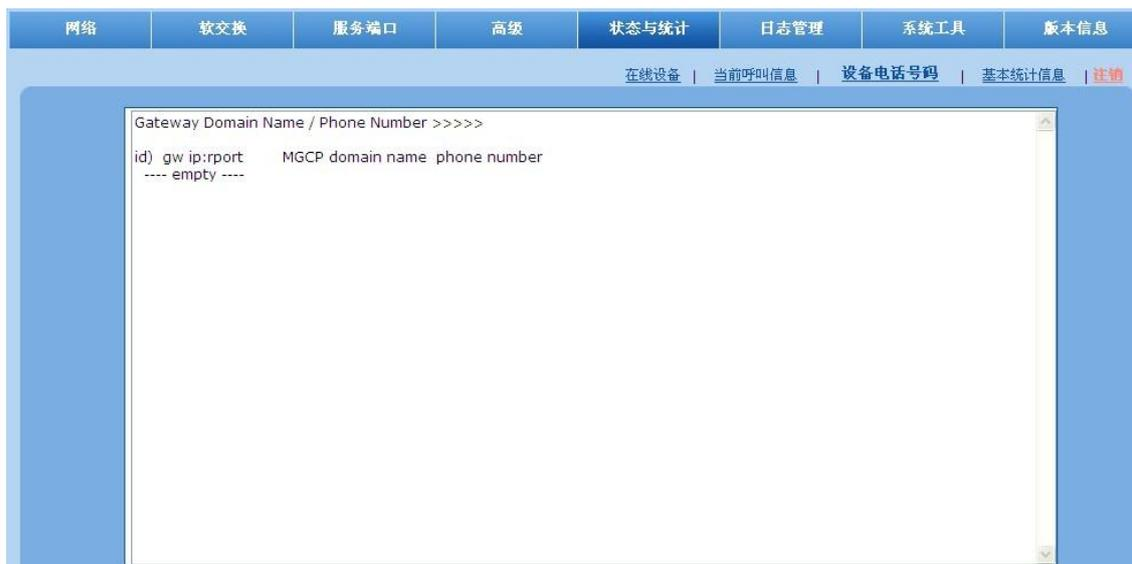 网络 软交换 服务端口 高级 状态与统计 日志管理 系统工具 版本信息
在线设备 | 当前呼叫信息 | 设备电话号码 | 基本统计信息 | 注销
Gateway Domain Name / Phone Number >>>>>
id) gw ip:rport MGCP domain name phone number
---- empty ----